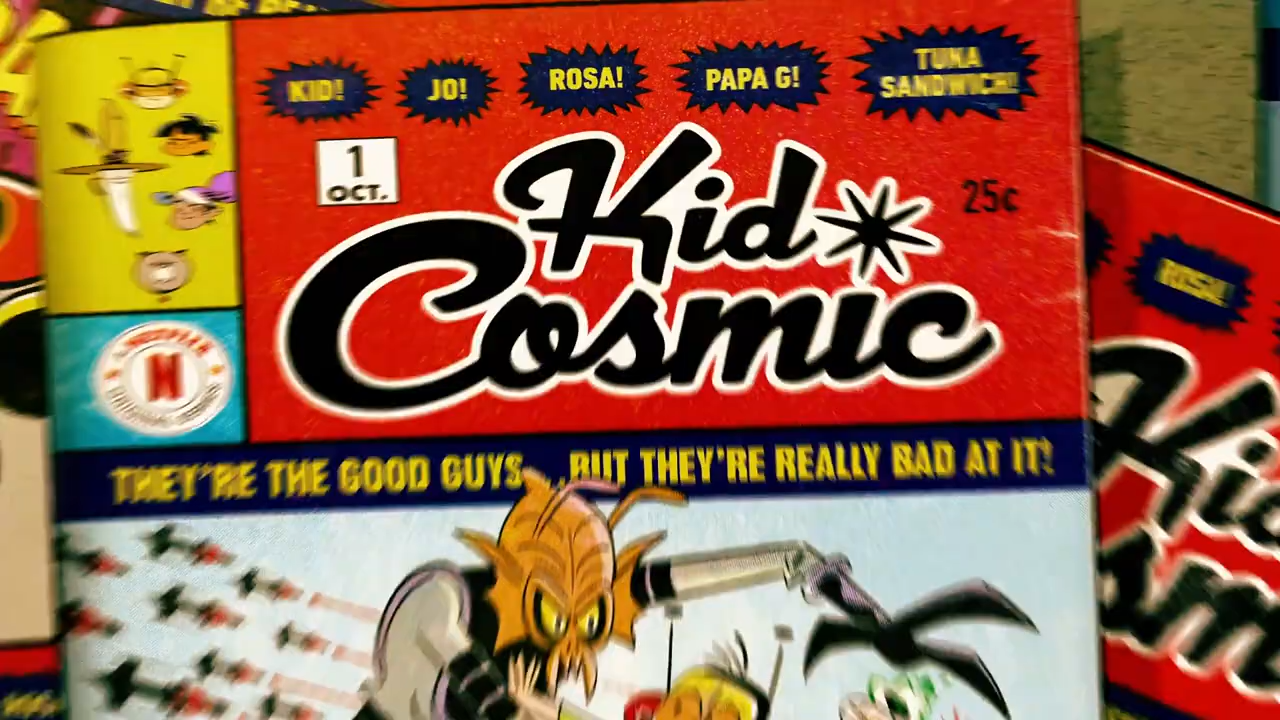 KID!
JO!
ROSA!
PAPA G!
TUNA
SANDWICH!
1
OCT.
Kid
Cosmic
25¢
N
THEY'RE THE GOOD GUYS...BUT THEY'RE REALLY BAD AT IT!
ROSA!